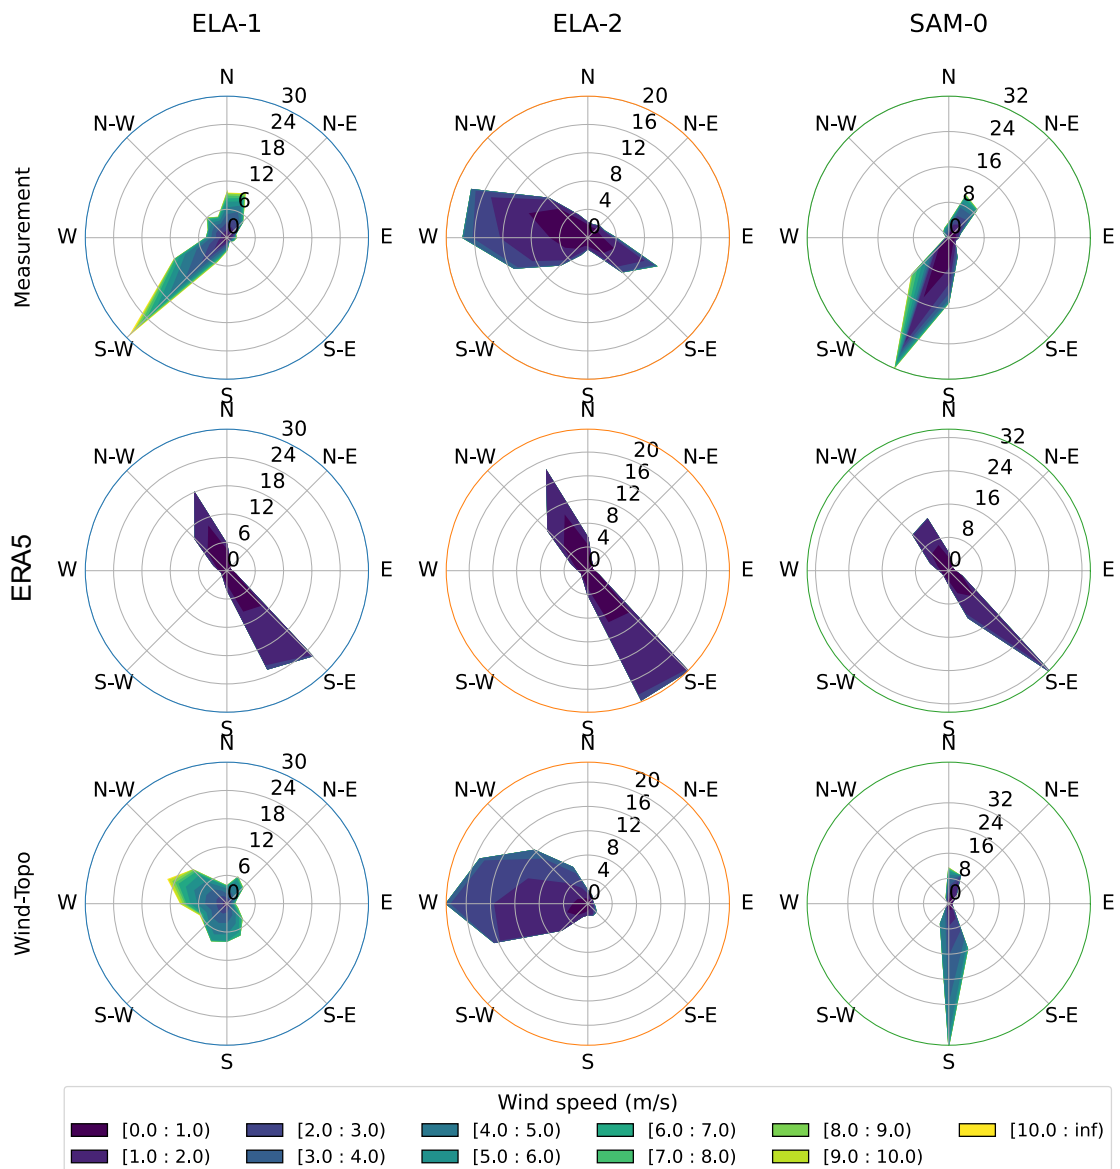 ELA-1 ELA-2 SAM-0
Measurement
N N-E E S-E S S-W W N-W 0 6 12 18 24 30
N N-E E S-E S S-W W N-W 0 4 8 12 16 20
N N-E E S-E S S-W W N-W 0 8 16 24 32
ERA5
N N-E E S-E S S-W W N-W 0 6 12 18 24 30
N N-E E S-E S S-W W N-W 0 4 8 12 16 20
N N-E E S-E S S-W W N-W 0 8 16 24 32
Wind-Topo
N N-E E S-E S S-W W N-W 0 6 12 18 24 30
N N-E E S-E S S-W W N-W 0 4 8 12 16 20
N N-E E S-E S S-W W N-W 0 8 16 24 32
Wind speed (m/s)
[0.0 : 1.0) [2.0 : 3.0) [4.0 : 5.0) [6.0 : 7.0) [8.0 : 9.0) [10.0 : inf)
[1.0 : 2.0) [3.0 : 4.0) [5.0 : 6.0) [7.0 : 8.0) [9.0 : 10.0)